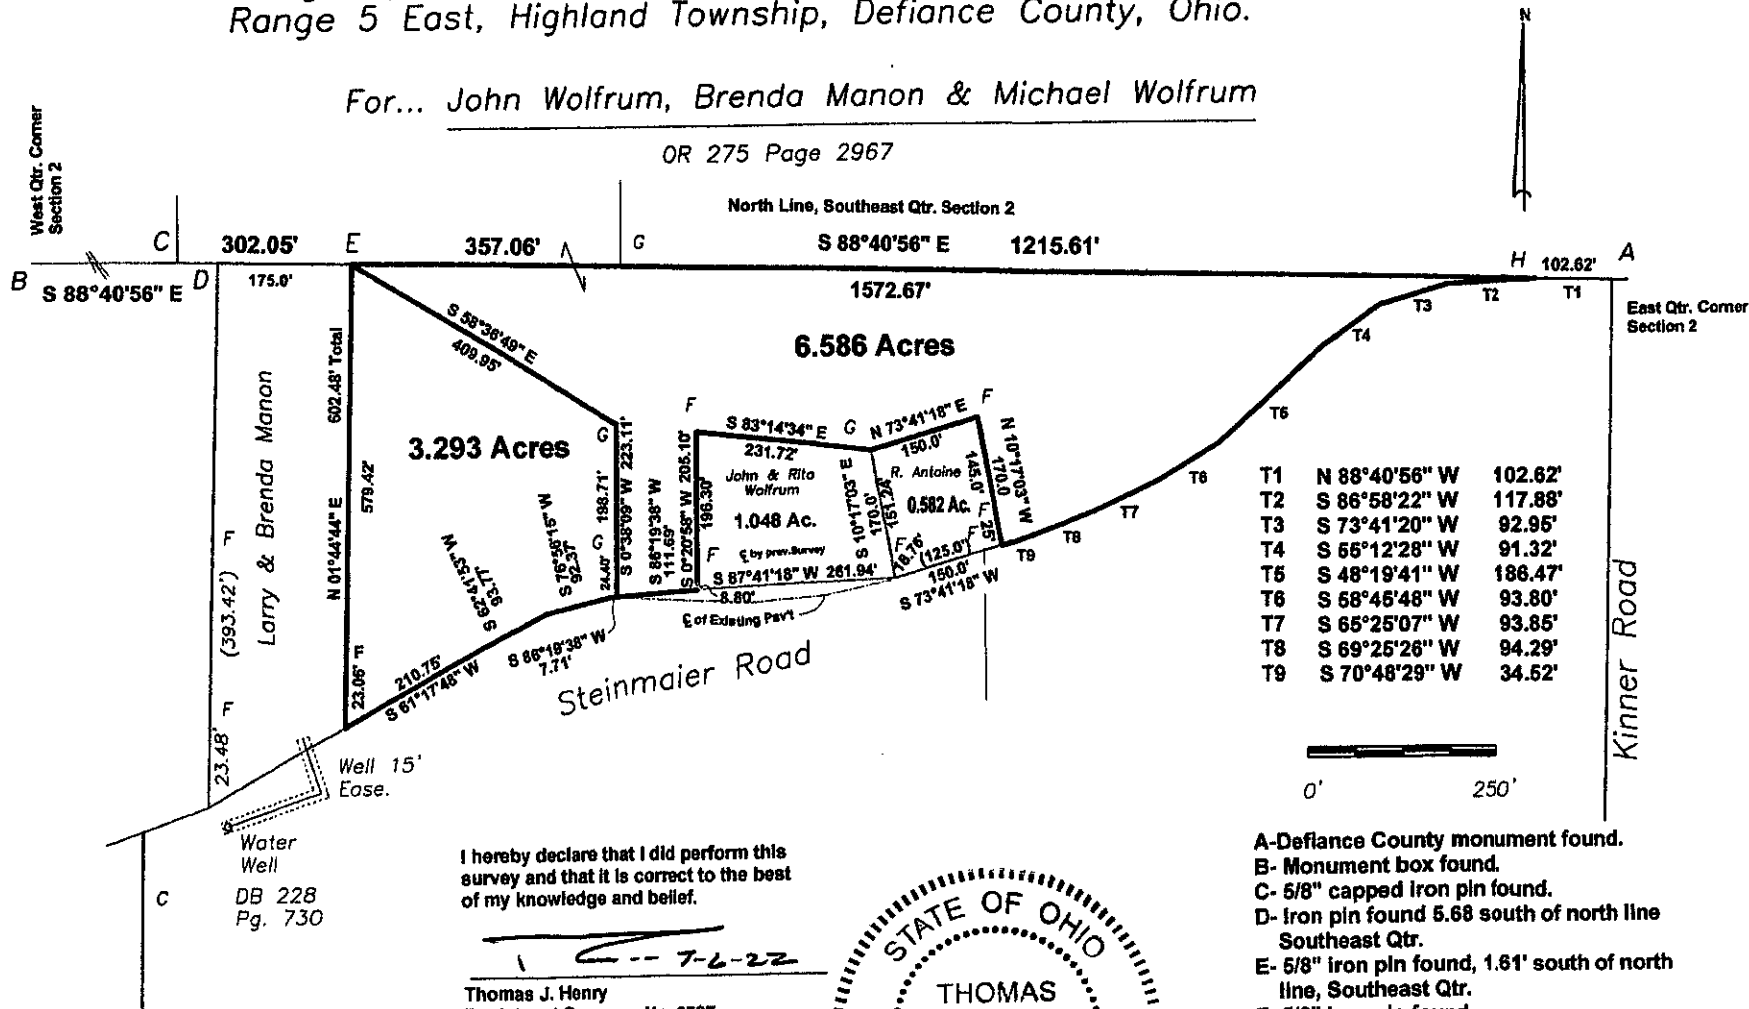 Range 5 East, Highland Township, Defiance County, Ohio.
For... John Wolfrum, Brenda Manon & Michael Wolfrum
OR 275 Page 2967
N
West Qtr. Corner
Section 2
North Line, Southeast Qtr. Section 2
C
302.05'
E
357.06'
G
S 88°40'56" E
1215.61'
H
102.62'
A
B
S 88°40'56" E
D
175.0'
1572.67'
T3
T2
T1
East Qtr. Corner
Section 2
T4
T5
T6
T7
T8
T9
6.586 Acres
S 58°36'49" E
409.95'
602.48' Total
579.42'
N 01°44'44" E
23.06'
F
Larry & Brenda Manon
F
(393.42')
F
23.48'
3.293 Acres
G
223.11'
198.71'
S 0°38'09" W
G
24.40'
S 86°19'38" W
111.69'
S 0°20'58" W 205.10'
196.30'
F
S 83°14'34" E
231.72'
G
N 73°41'18" E
150.0'
F
John & Rita
Wolfrum
1.048 Ac.
R. Antoine
0.582 Ac.
S 10°17'03" E
170.0'
151.24'
145.0'
N 10°17'03" W
170.0
F
25'
F
℄ by prev. Survey
F
S 87°41'18" W 261.94'
18.76'
(125.0')
150.0'
S 73°41'18" W
8.80'
℄ of Existing Pav't
S 76°56'15" W
92.37'
S 62°41'53" W
93.77'
S 86°19'38" W
7.71'
210.75'
S 61°17'48" W
Steinmaier Road
Well 15'
Ease.
Water
Well
DB 228
Pg. 730
C
T1 N 88°40'56" W 102.62'
T2 S 86°58'22" W 117.88'
T3 S 73°41'20" W 92.95'
T4 S 55°12'28" W 91.32'
T5 S 48°19'41" W 186.47'
T6 S 58°45'48" W 93.80'
T7 S 65°25'07" W 93.85'
T8 S 69°25'26" W 94.29'
T9 S 70°48'29" W 34.52'
Kinner Road
0' 250'
I hereby declare that I did perform this
survey and that it is correct to the best
of my knowledge and belief.
7-6-22
Thomas J. Henry
STATE OF OHIO
THOMAS
A-Defiance County monument found.
B- Monument box found.
C- 5/8" capped iron pin found.
D- Iron pin found 5.68 south of north line
Southeast Qtr.
E- 5/8" iron pin found, 1.61' south of north
line, Southeast Qtr.